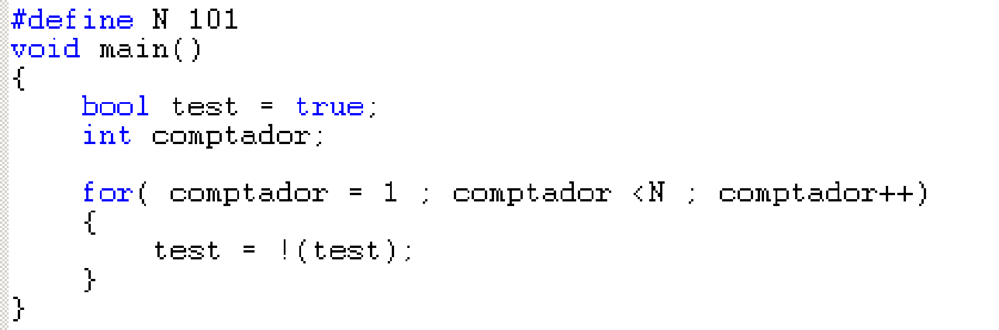 #define N 101
void main()
{
    bool test = true;
    int comptador;

    for( comptador = 1 ; comptador <N ; comptador++)
    {
        test = !(test);
    }
}